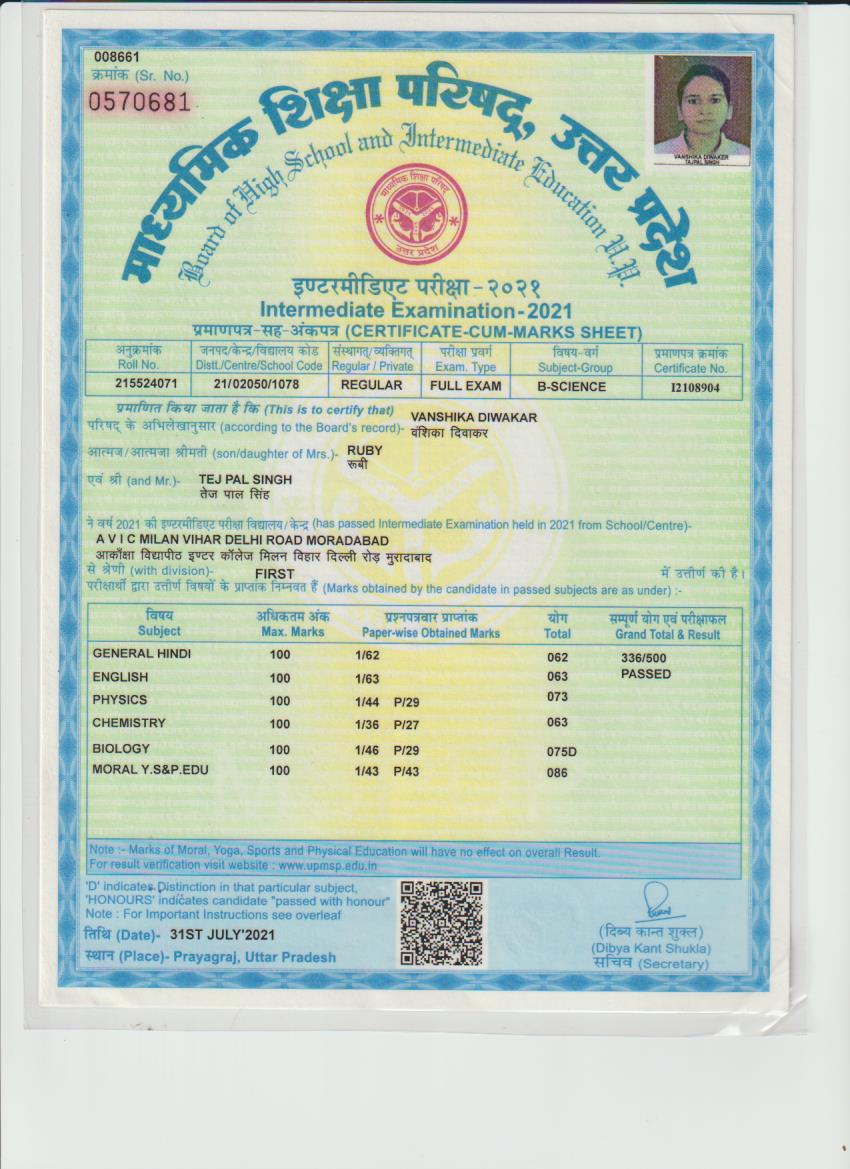 008661
क्रमांक (Sr. No.)
0570681
माध्यमिक शिक्षा परिषद्, उत्तर प्रदेश
Board of High School and Intermediate Education U.P.
माध्यमिक शिक्षा परिषद्
उत्तर प्रदेश
VANSHIKA DIWAKER
TAJPAL SINGH
इण्टरमीडिएट परीक्षा-२०२१
Intermediate Examination-2021
प्रमाणपत्र-सह-अंकपत्र (CERTIFICATE-CUM-MARKS SHEET)
अनुक्रमांक जनपद/केन्द्र/विद्यालय कोड संस्थागत्/व्यक्तिगत् परीक्षा प्रवर्ग विषय-वर्ग प्रमाणपत्र क्रमांक
Roll No. Distt./Centre/School Code Regular / Private Exam. Type Subject-Group Certificate No.
215524071 21/02050/1078 REGULAR FULL EXAM B-SCIENCE I2108904
प्रमाणित किया जाता है कि (This is to certify that) VANSHIKA DIWAKAR
परिषद् के अभिलेखानुसार (according to the Board's record)- वंशिका दिवाकर
आत्मज/आत्मजा श्रीमती (son/daughter of Mrs.)- RUBY
रूबी
एवं श्री (and Mr.)- TEJ PAL SINGH
तेज पाल सिंह
ने वर्ष 2021 की इण्टरमीडिएट परीक्षा विद्यालय/केन्द्र (has passed Intermediate Examination held in 2021 from School/Centre)-
A V I C MILAN VIHAR DELHI ROAD MORADABAD
आकाँक्षा विद्यापीठ इण्टर कॉलेज मिलन विहार दिल्ली रोड़ मुरादाबाद
से श्रेणी (with division)- FIRST में उत्तीर्ण की है।
परीक्षार्थी द्वारा उत्तीर्ण विषयों के प्राप्तांक निम्नवत हैं (Marks obtained by the candidate in passed subjects are as under) :-
विषय अधिकतम अंक प्रश्नपत्रवार प्राप्तांक योग सम्पूर्ण योग एवं परीक्षाफल
Subject Max. Marks Paper-wise Obtained Marks Total Grand Total & Result
GENERAL HINDI 100 1/62 062 336/500
ENGLISH 100 1/63 063 PASSED
PHYSICS 100 1/44 P/29 073
CHEMISTRY 100 1/36 P/27 063
BIOLOGY 100 1/46 P/29 075D
MORAL Y.S&P.EDU 100 1/43 P/43 086
Note :- Marks of Moral, Yoga, Sports and Physical Education will have no effect on overall Result.
For result verification visit website : www.upmsp.edu.in
'D' indicates Distinction in that particular subject,
'HONOURS' indicates candidate "passed with honour"
Note : For Important Instructions see overleaf
तिथि (Date)- 31ST JULY'2021
स्थान (Place)- Prayagraj, Uttar Pradesh
(दिब्य कान्त शुक्ल)
(Dibya Kant Shukla)
सचिव (Secretary)